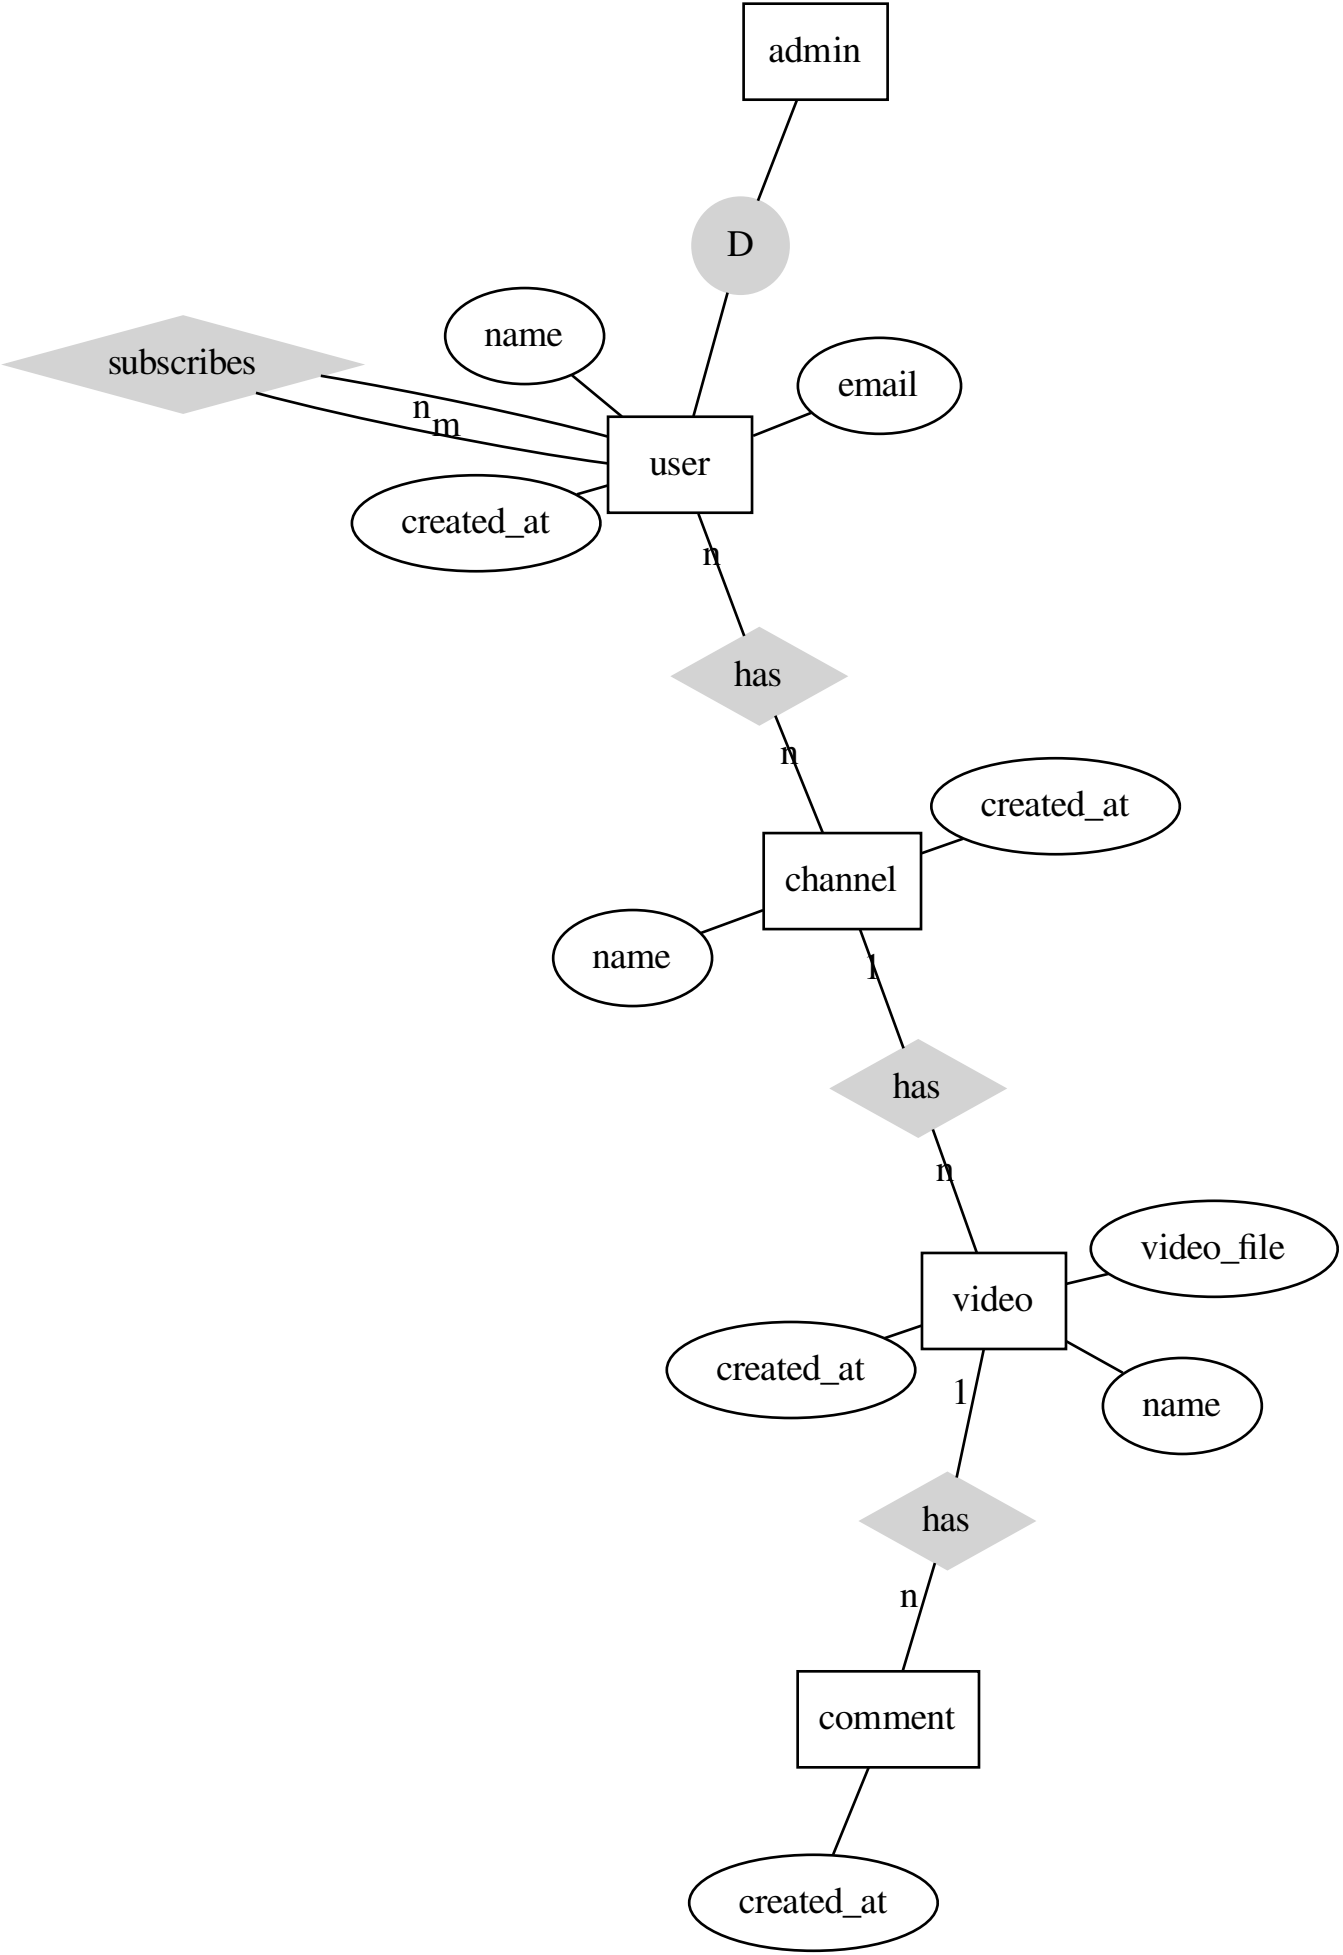 admin
D
name
subscribes
email
n
m
user
created_at
n
has
n
created_at
channel
name
1
has
n
video_file
video
created_at
1
name
has
n
comment
created_at